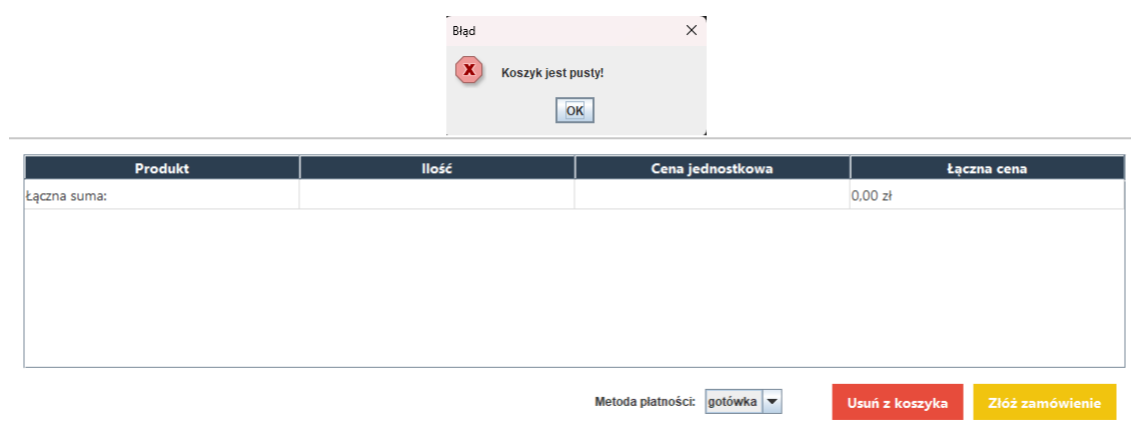 Błąd
Koszyk jest pusty!
OK
Produkt Ilość Cena jednostkowa Łączna cena
Łączna suma: 0,00 zł
Metoda płatności: gotówka Usuń z koszyka Złóż zamówienie